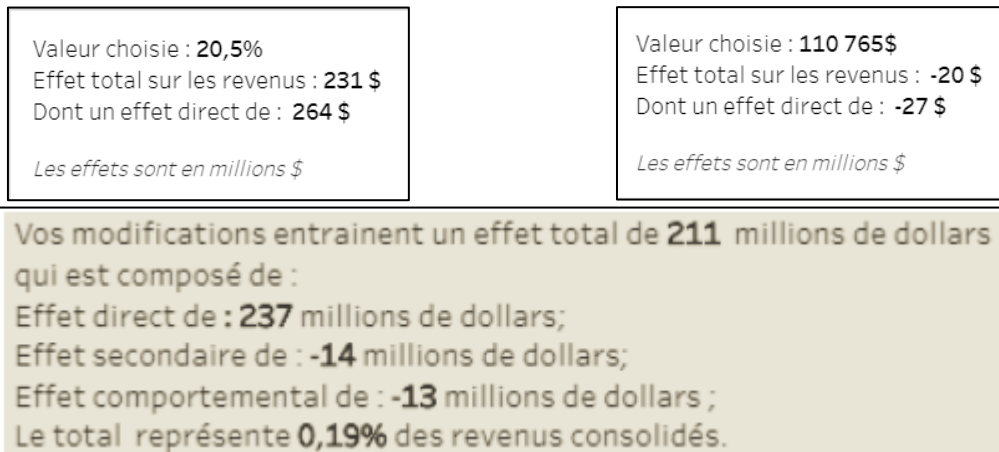 Valeur choisie : 20,5%
Effet total sur les revenus : 231 $
Dont un effet direct de : 264 $
Les effets sont en millions $
Valeur choisie : 110 765$
Effet total sur les revenus : -20 $
Dont un effet direct de : -27 $
Les effets sont en millions $
Vos modifications entrainent un effet total de 211 millions de dollars
qui est composé de :
Effet direct de : 237 millions de dollars;
Effet secondaire de : -14 millions de dollars;
Effet comportemental de : -13 millions de dollars ;
Le total représente 0,19% des revenus consolidés.